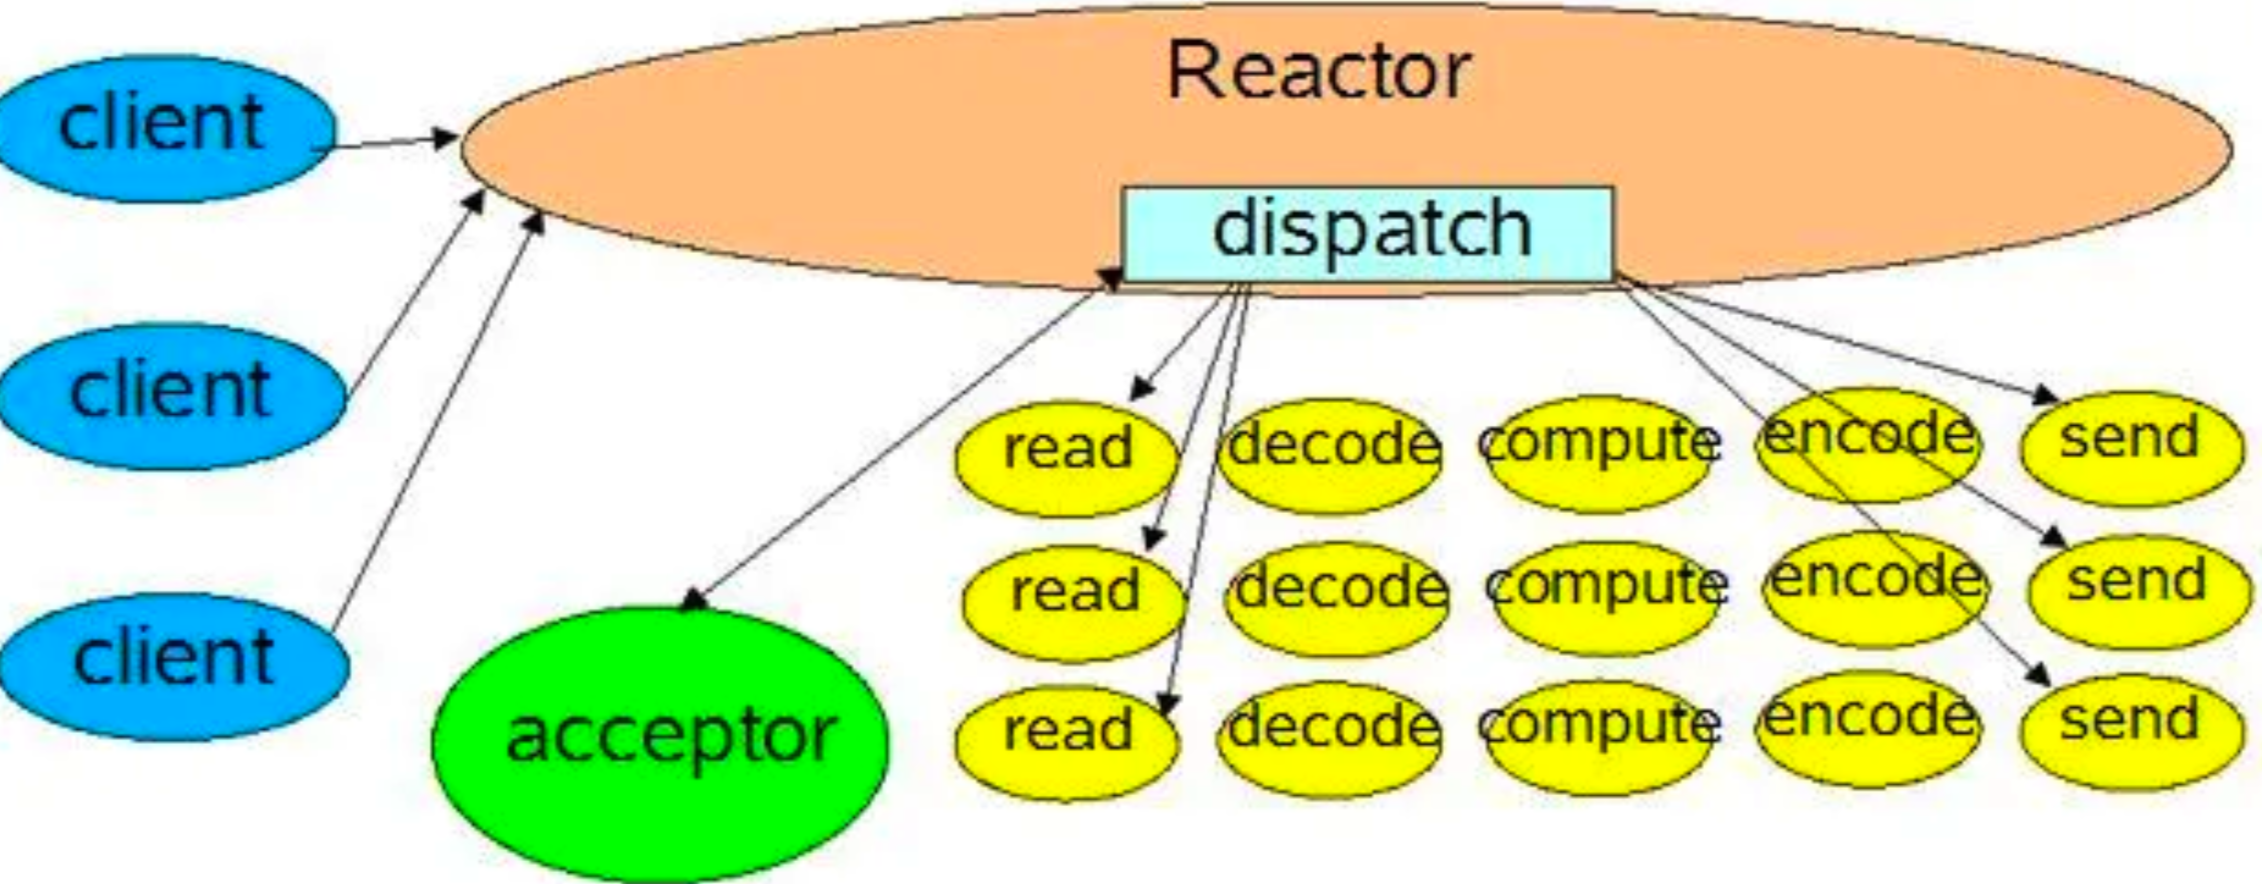 Reactor
client
dispatch
client
client
acceptor
read decode compute encode send
read decode compute encode send
read decode compute encode send